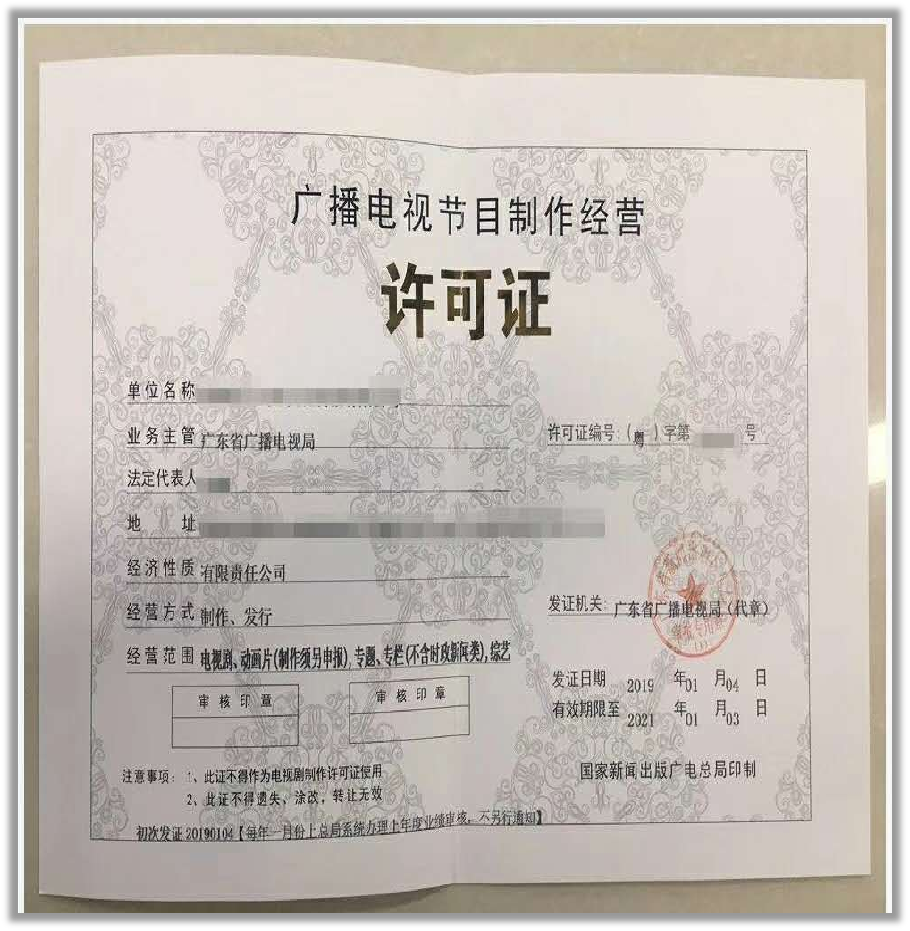 广播电视节目制作经营
许可证
单位名称
业务主管 广东省广播电视局
许可证编号：(粤)字第 号
法定代表人
地 址
经济性质 有限责任公司
经营方式 制作、发行
发证机关：广东省广播电视局（代章）
经营范围 电视剧、动画片(制作须另申报)，专题、专栏(不含时政新闻类)，综艺
审核印章
审核印章
发证日期 2019 年01 月04 日
有效期限至 2021 年01 月03 日
注意事项：1、此证不得作为电视剧制作许可证使用
2、此证不得遗失、涂改，转让无效
国家新闻出版广电总局印制
初次发证20190104【每年一月份上总局系统办理上年度业绩审核，不另行通知】